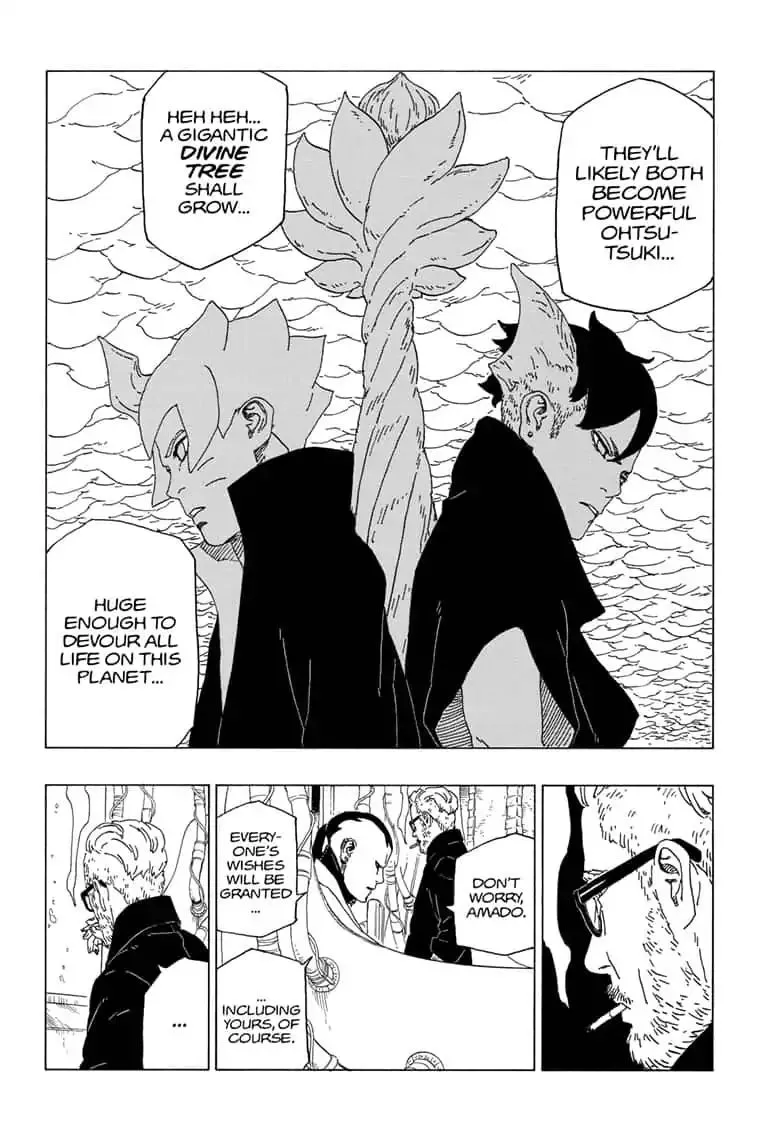 THEY'LL
LIKELY BOTH
BECOME
POWERFUL
OHTSU-
TSUKI...
HEH HEH...
A GIGANTIC
DIVINE
TREE
SHALL
GROW...
HUGE
ENOUGH TO
DEVOUR ALL
LIFE ON THIS
PLANET...
DON'T
WORRY,
AMADO.
EVERY-
ONE'S
WISHES
WILL BE
GRANTED
...
...
INCLUDING
YOURS, OF
COURSE.
...